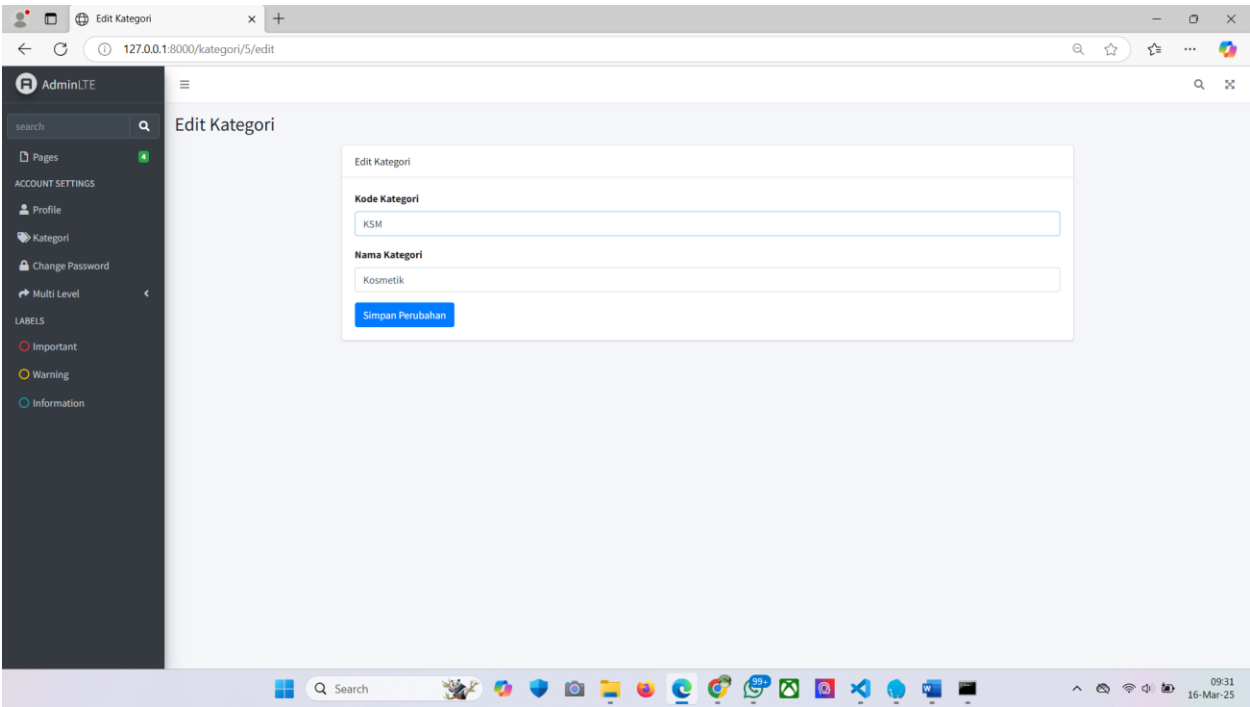 Edit Kategori
127.0.0.1:8000/kategori/5/edit
AdminLTE
search
Edit Kategori
Pages 4
ACCOUNT SETTINGS
Profile
Kategori
Change Password
Multi Level
LABELS
Important
Warning
Information
Edit Kategori
Kode Kategori
KSM
Nama Kategori
Kosmetik
Simpan Perubahan
Search
99+
09:31
16-Mar-25